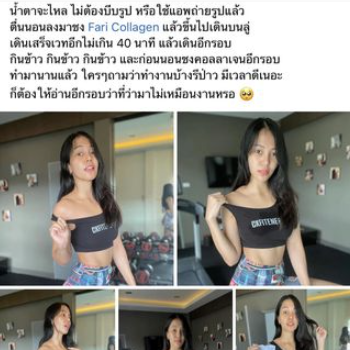 น้ำตาจะไหล ไม่ต้องบีบรูป หรือใช้แอพถ่ายรูปแล้ว
ตื่นนอนลงมาชง Fari Collagen แล้วขึ้นไปเดินบนลู่
เดินเสร็จเวทอีกไม่เกิน 40 นาที แล้วเดินอีกรอบ
กินข้าว กินข้าว กินข้าว และก่อนนอนชงคอลลาเจนอีกรอบ
ทำมานานแล้ว ใครๆถามว่าทำงานบ้างรึป่าว มีเวลาดีเนอะ
ก็ต้องให้อ่านอีกรอบว่าที่ว่ามาไม่เหมือนงานหรอ 🥺